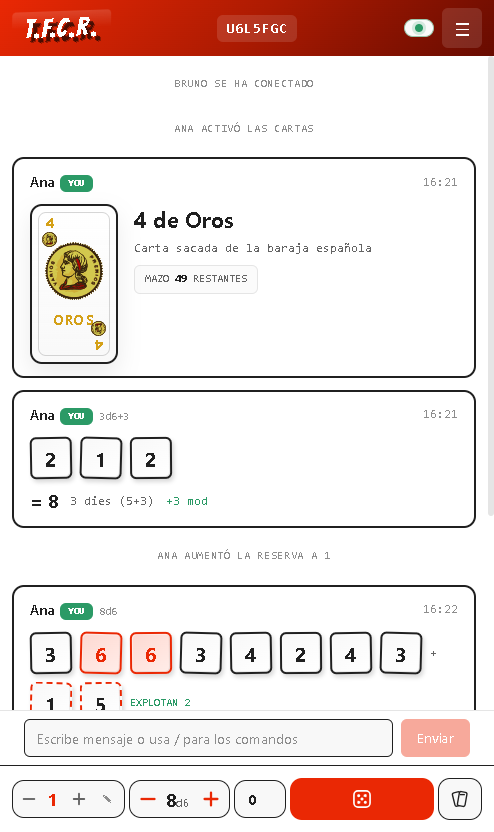 T.F.C.R.
U6L5FGC
BRUNO SE HA CONECTADO
ANA ACTIVÓ LAS CARTAS
Ana YOU 16:21
4
OROS
4
4 de Oros
Carta sacada de la baraja española
MAZO 49 RESTANTES
Ana YOU 3d6+3 16:21
2 1 2
= 8 3 dies (5+3) +3 mod
ANA AUMENTÓ LA RESERVA A 1
Ana YOU 8d6 16:22
3 6 6 3 4 2 4 3 +
1 5 EXPLOTAN 2
Escribe mensaje o usa / para los comandos
Enviar
− 1 + − 8d6 + 0